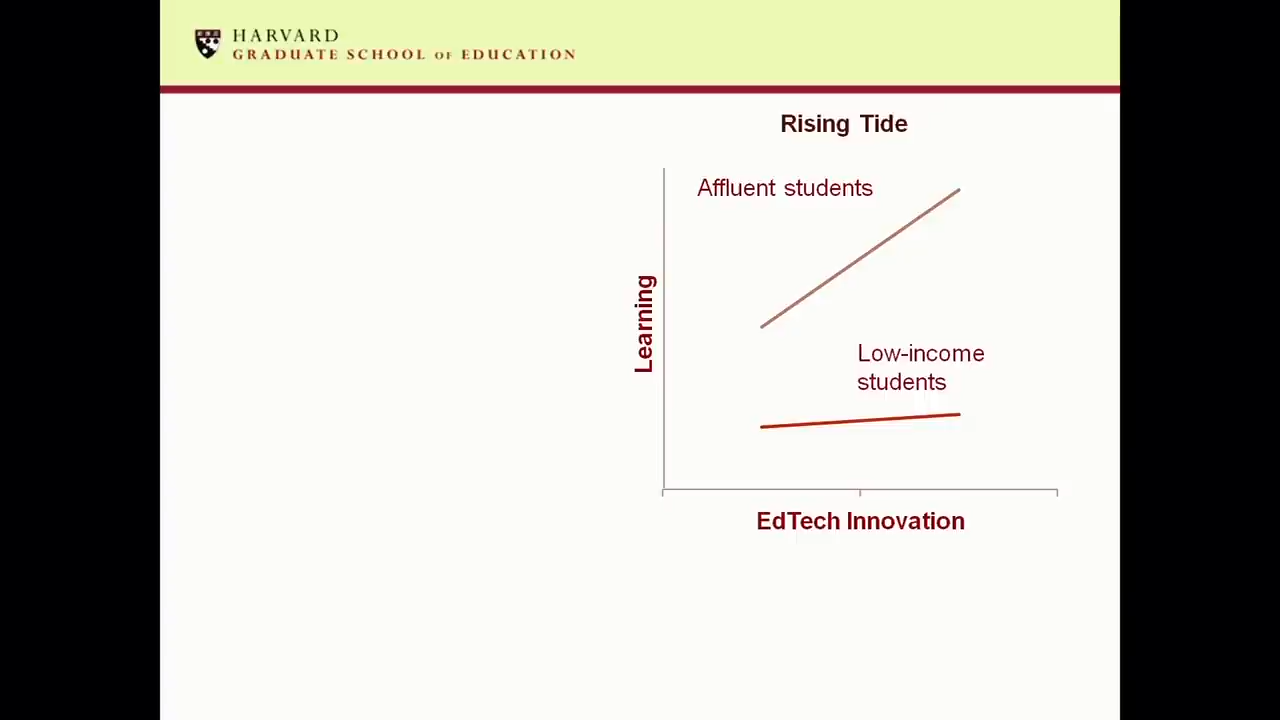 HARVARD
GRADUATE SCHOOL OF EDUCATION
Rising Tide
Affluent students
Learning
Low-income
students
EdTech Innovation